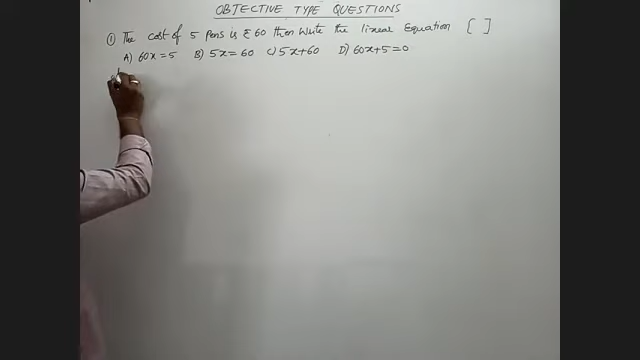 OBTECTIVE TYPE QUESTIONS
① The cost of 5 pens is ₹ 60 then write the linear Equation [ ]
A) 60x = 5 B) 5x = 60 C) 5x+60 D) 60x+5=0